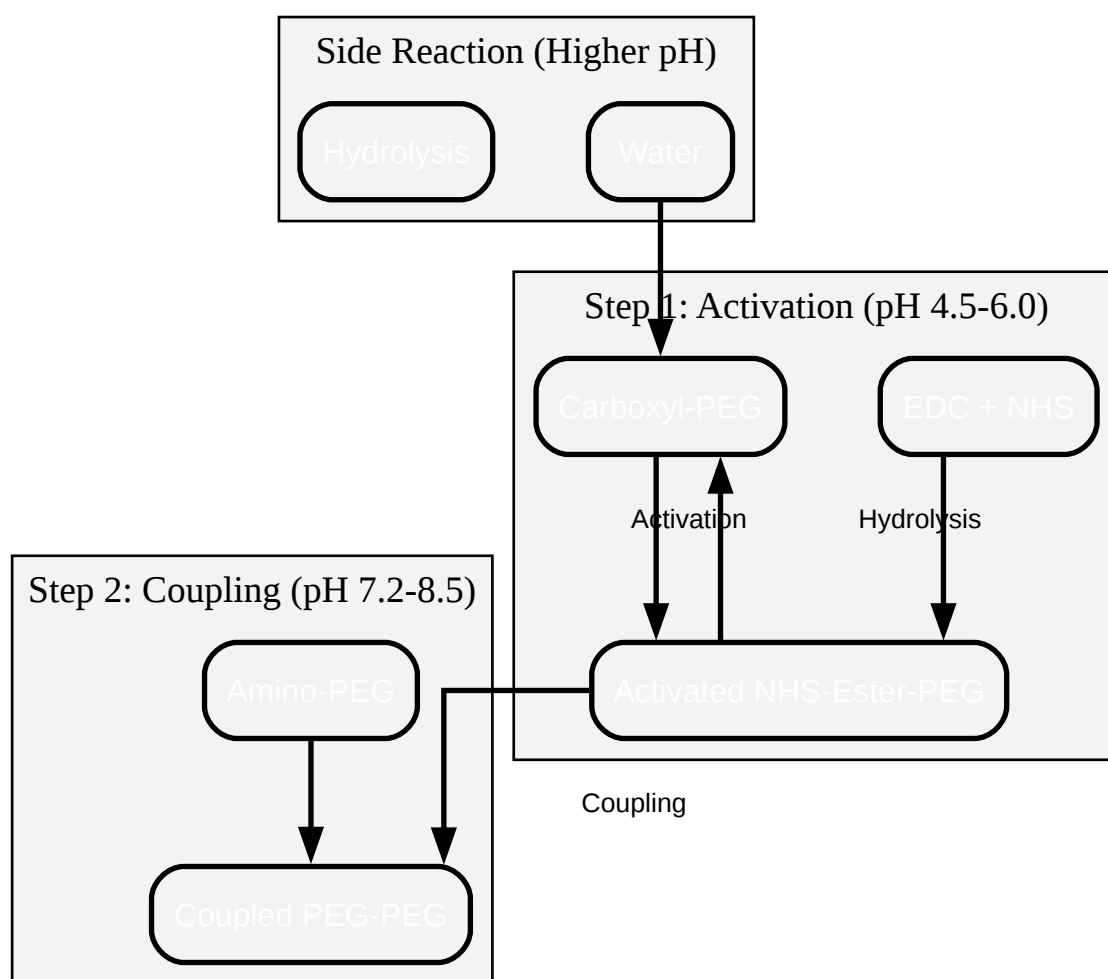 Side Reaction (Higher pH)
Hydrolysis
Water
Step 1: Activation (pH 4.5-6.0)
Carboxyl-PEG
EDC + NHS
Activation
Hydrolysis
Step 2: Coupling (pH 7.2-8.5)
Amino-PEG
Activated NHS-Ester-PEG
Coupling
Coupled PEG-PEG